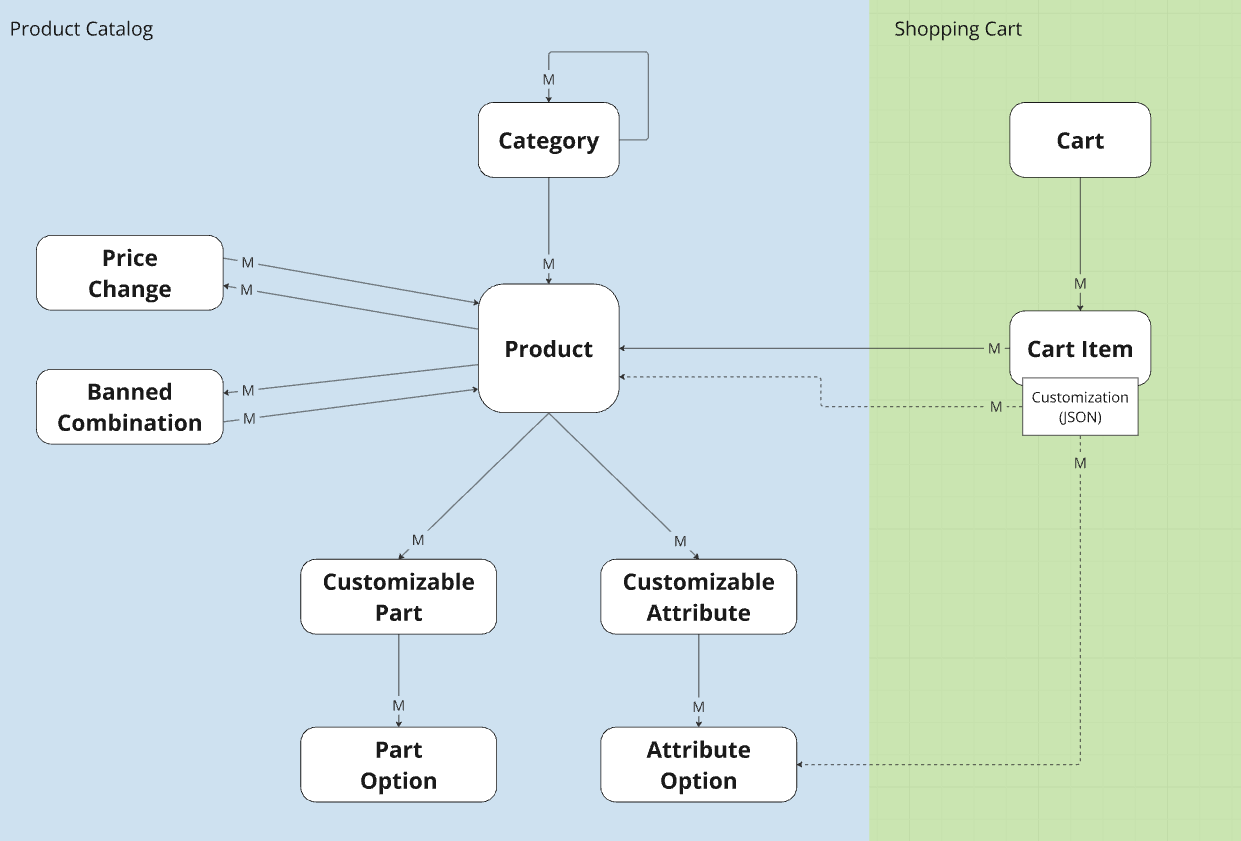 Product Catalog
Shopping Cart
M
Category
Cart
M
M
Price
Change
M
M
Product
M
Cart Item
Banned
Combination
M
M
Customization
(JSON)
M
M
M
M
Customizable
Part
Customizable
Attribute
M
M
Part
Option
Attribute
Option